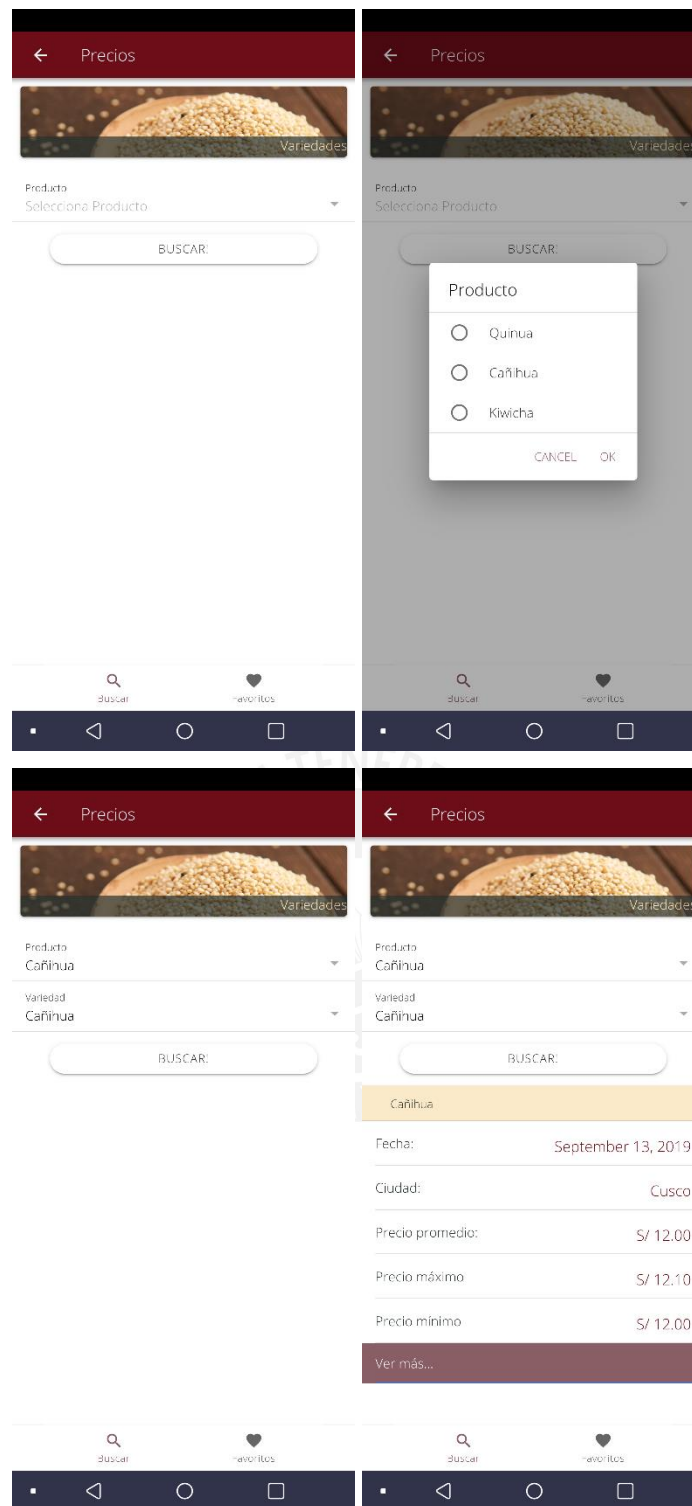 Precios
Variedades
Producto
Selecciona Producto
BUSCAR!
Buscar
Favoritos
Precios
Variedades
Producto
Selecciona Producto
BUSCAR!
Producto
Quinua
Cañihua
Kiwicha
CANCEL OK
Buscar
Favoritos
TENEB
Precios
Variedades
Producto
Cañihua
Variedad
Cañihua
BUSCAR!
Buscar
Favoritos
Precios
Variedades
Producto
Cañihua
Variedad
Cañihua
BUSCAR!
Cañihua
Fecha: September 13, 2019
Ciudad: Cusco
Precio promedio: S/ 12.00
Precio máximo S/ 12.10
Precio mínimo S/ 12.00
Ver más...
Buscar
Favoritos